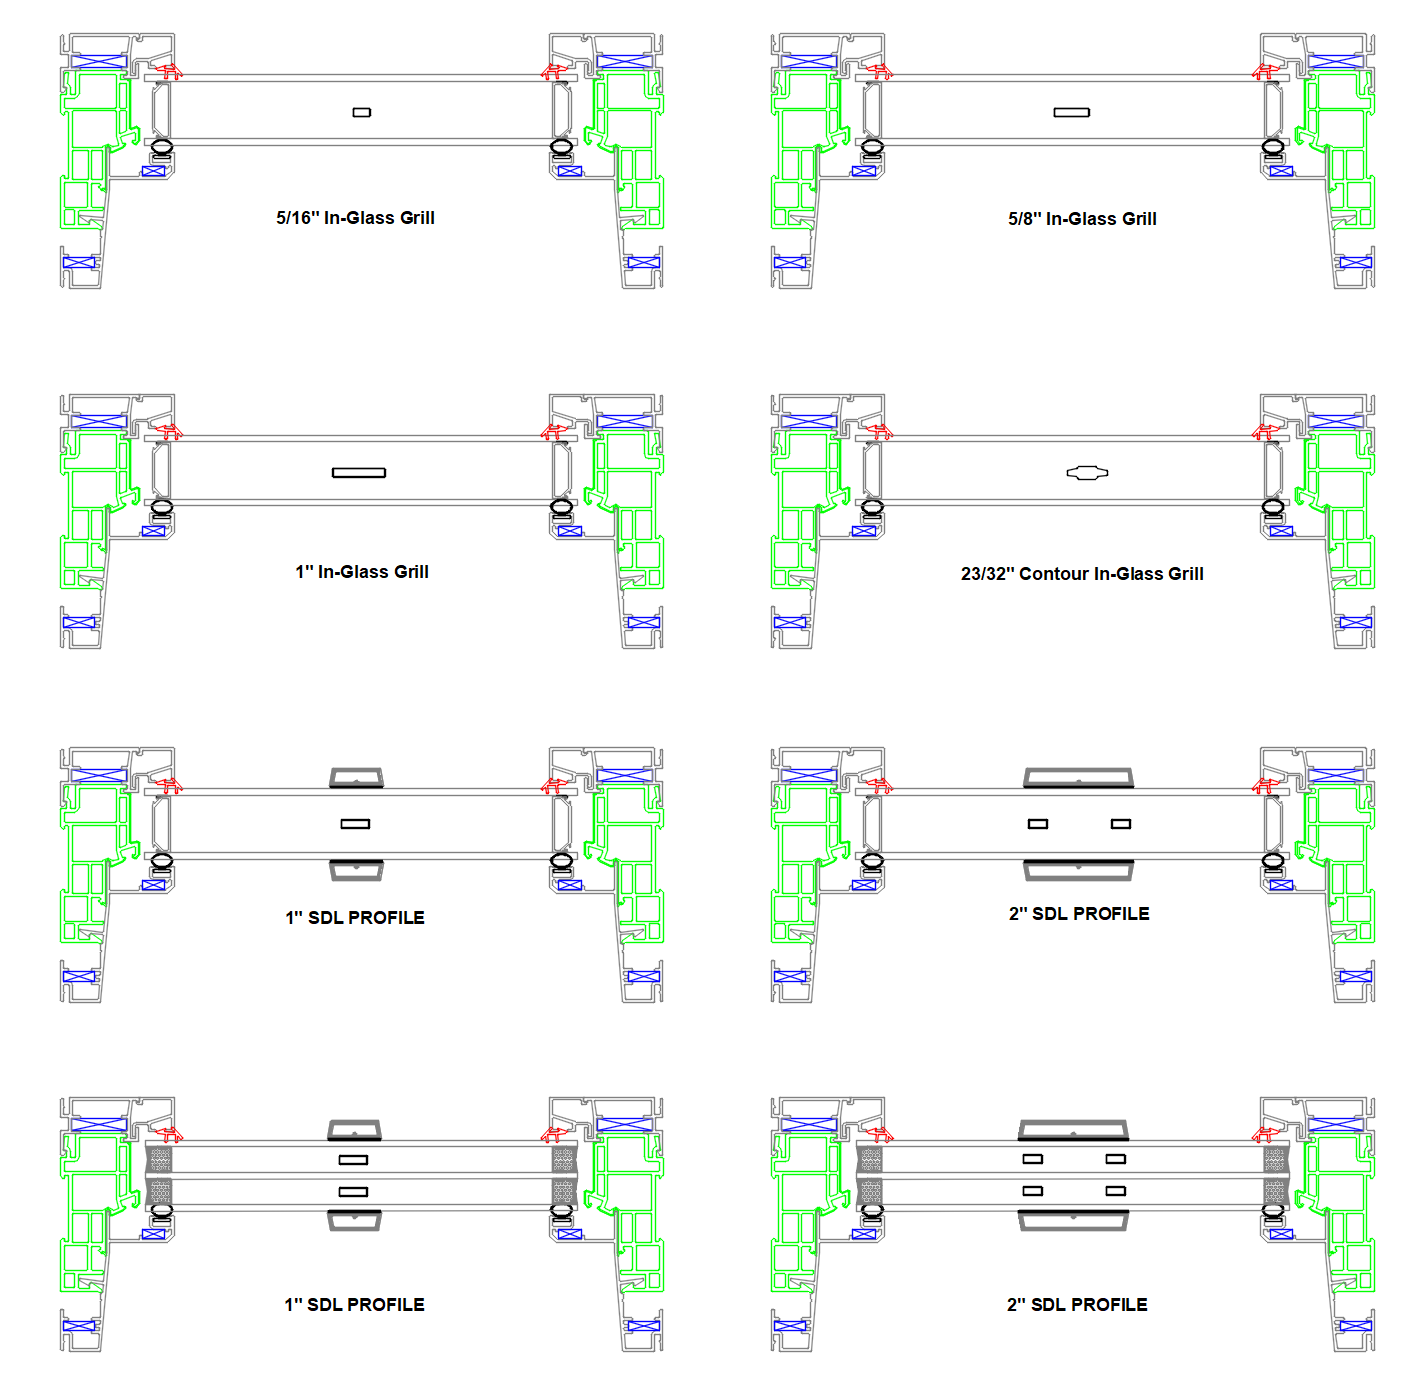 5/16" In-Glass Grill
5/8" In-Glass Grill
1" In-Glass Grill
23/32" Contour In-Glass Grill
1" SDL PROFILE
2" SDL PROFILE
1" SDL PROFILE
2" SDL PROFILE